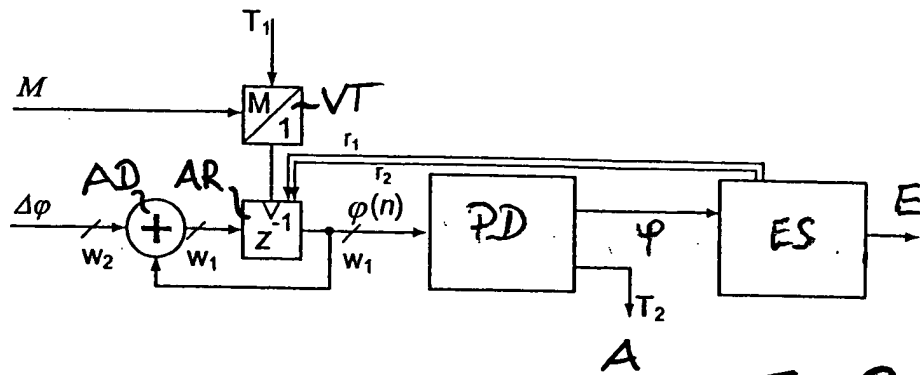 T₁
M
M/1
VT
r₁
r₂
AD
AR
Δφ
w₂
+
w₁
z⁻¹
φ(n)
w₁
PD
φ
ES
E
T₂
A